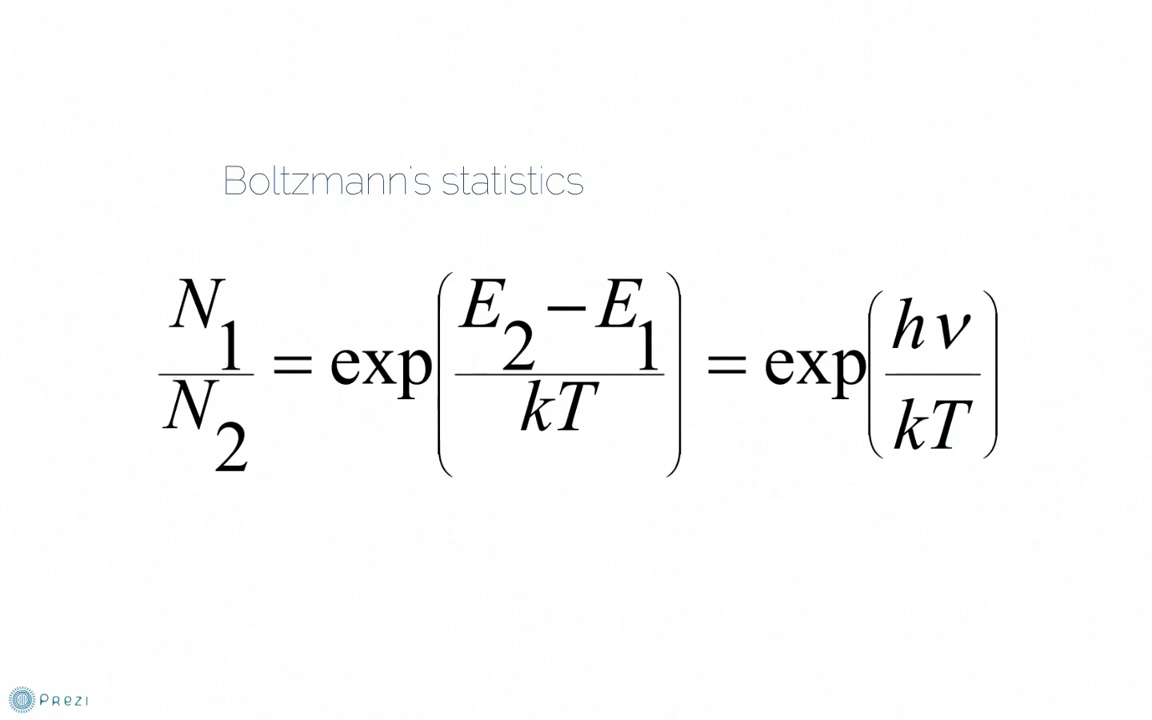 Boltzmann's statistics
N₁/N₂ = exp((E₂ − E₁)/kT) = exp(hν/kT)
Prezi